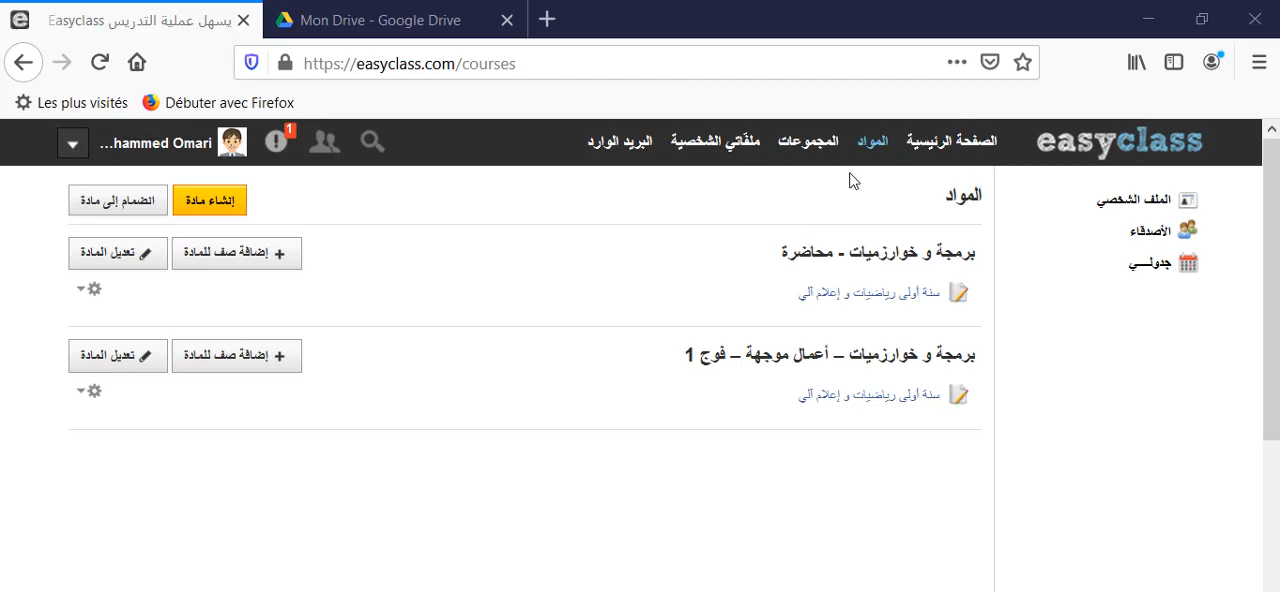 Easyclass يسهل عملية التدريس
Mon Drive - Google Drive
https://easyclass.com/courses
Les plus visités
Débuter avec Firefox
easyclass
الصفحة الرئيسية
المواد
المجموعات
ملفّاتي الشخصية
البريد الوارد
1
...hammed Omari
الملف الشخصي
الأصدقاء
جدولـــي
المواد
إنشاء مادة
انضمام إلى مادة
برمجة و خوارزميات - محاضرة
+ إضافة صف للمادة
تعديل المادة
سنة أولى رياضيات و إعلام آلي
برمجة و خوارزميات – أعمال موجهة – فوج 1
+ إضافة صف للمادة
تعديل المادة
سنة أولى رياضيات و إعلام آلي